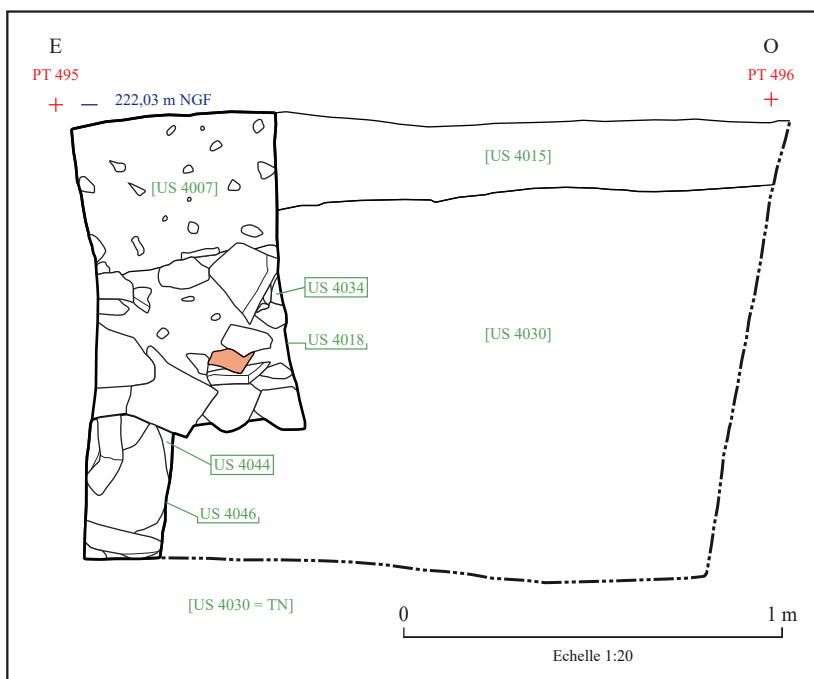 E
O
PT 495
PT 496
222,03 m NGF
[US 4015]
[US 4007]
US 4034
US 4018
[US 4030]
US 4044
US 4046
[US 4030 = TN]
0
1 m
Echelle 1:20